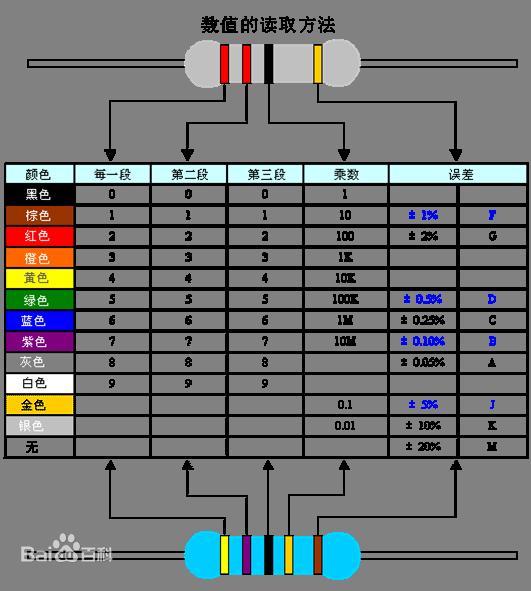 数值的读取方法
颜色 每一段 第二段 第三段 乘数 误差
黑色 0 0 0 1
棕色 1 1 1 10 ± 1% F
红色 2 2 2 100 ± 2% G
橙色 3 3 3 1K
黄色 4 4 4 10K
绿色 5 5 5 100K ± 0.5% D
蓝色 6 6 6 1M ± 0.25% C
紫色 7 7 7 10M ± 0.10% B
灰色 8 8 8 ± 0.05% A
白色 9 9 9
金色 0.1 ± 5% J
银色 0.01 ± 10% K
无 ± 20% M
Baidu百科